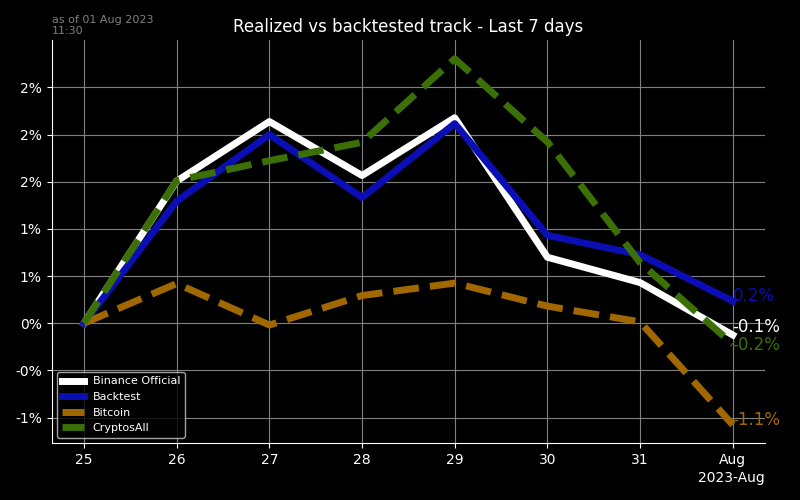 as of 01 Aug 2023
11:30
Realized vs backtested track - Last 7 days
2%
2%
2%
1%
1%
0%
-0%
-1%
0.2%
-0.1%
-0.2%
-1.1%
Binance Official
Backtest
Bitcoin
CryptosAll
25 26 27 28 29 30 31 Aug
2023-Aug